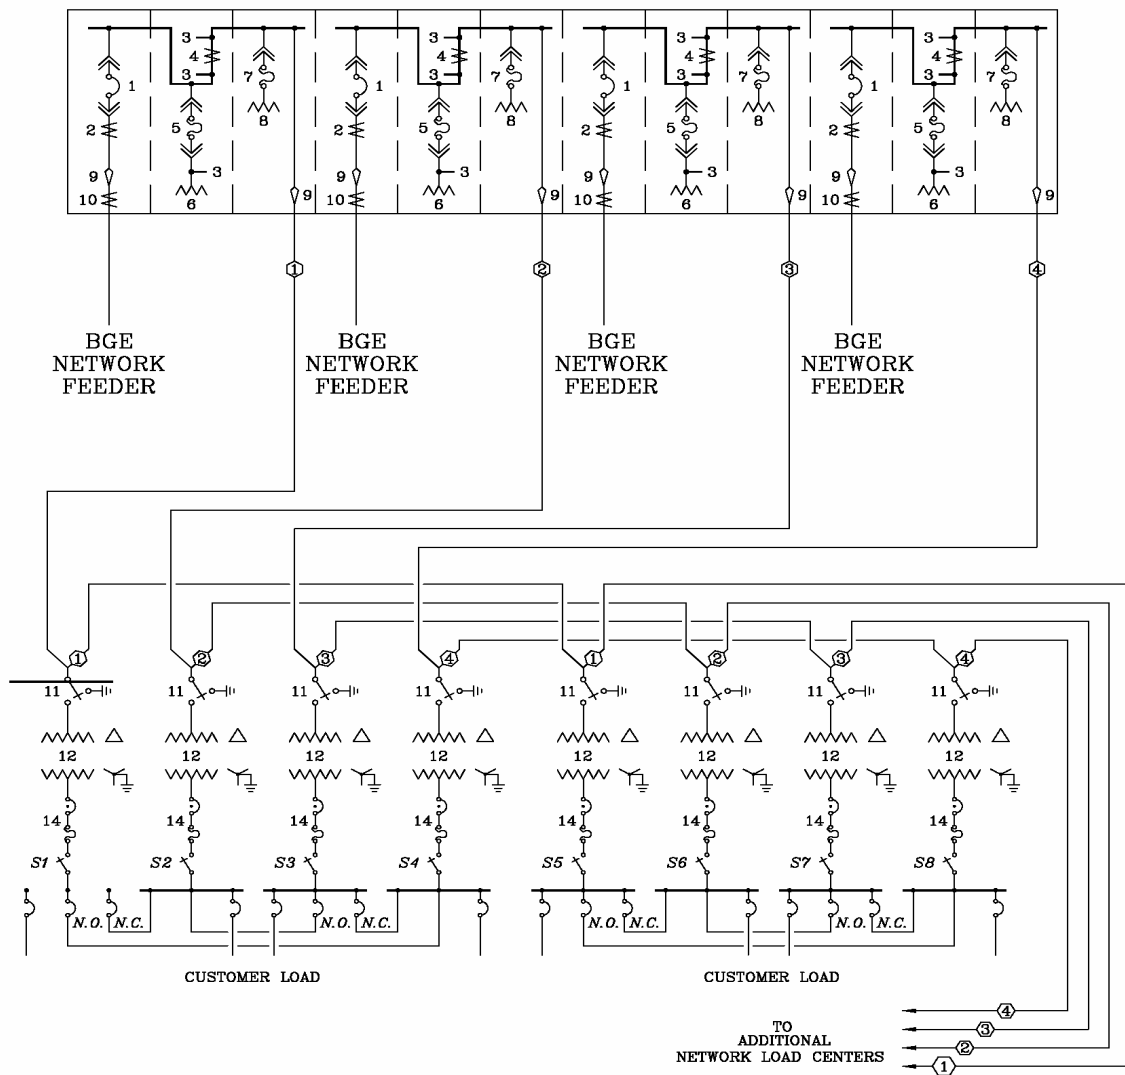 3 3 3 3
4 7 4 7 4 7 4 7
3 3 3 3
1 1 1 1
2 5 8 2 5 8 2 5 8 2 5 8
9 3 9 3 9 3 9 3
10 6 9 10 6 9 10 6 9 10 6 9
1 2 3 4
BGE BGE BGE BGE
NETWORK NETWORK NETWORK NETWORK
FEEDER FEEDER FEEDER FEEDER
1 2 3 4 1 2 3 4
11 11 11 11 11 11 11 11
12 12 12 12 12 12 12 12
14 14 14 14 14 14 14 14
S1 S2 S3 S4 S5 S6 S7 S8
N.O. N.C. N.O. N.C. N.O. N.C. N.O. N.C.
CUSTOMER LOAD CUSTOMER LOAD
4
TO 3
ADDITIONAL 2
NETWORK LOAD CENTERS 1